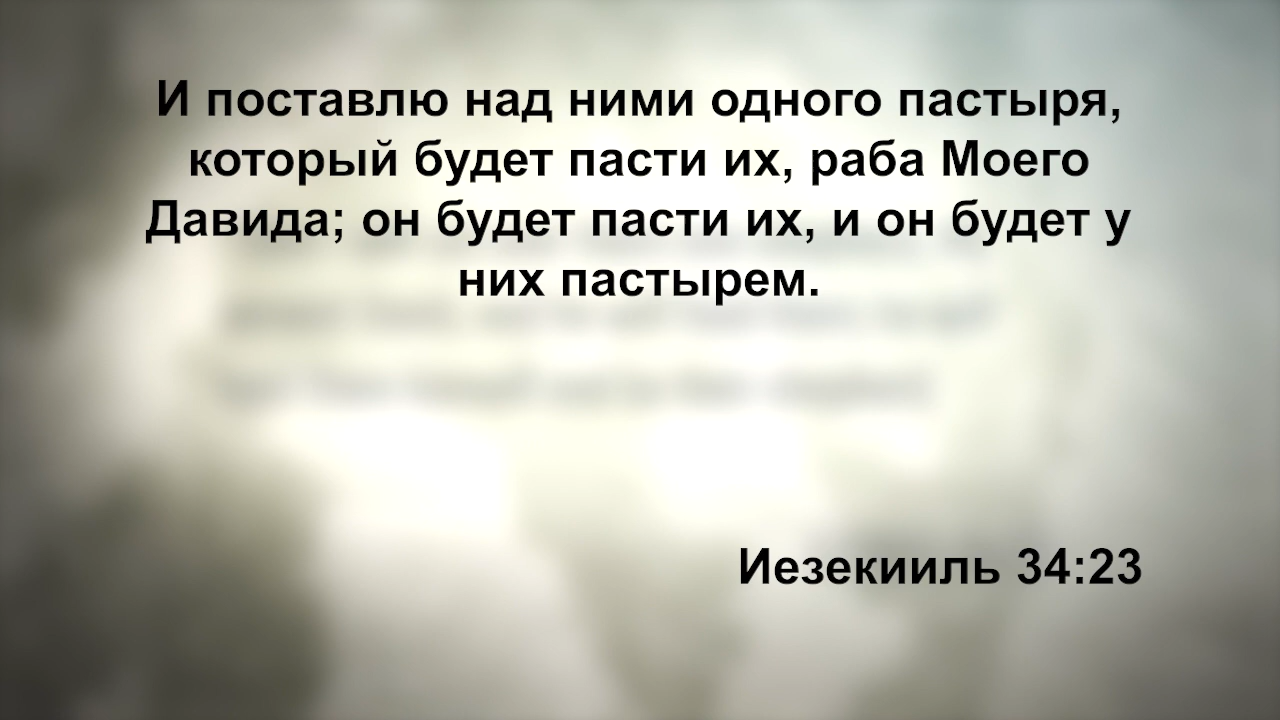 И поставлю над ними одного пастыря,
который будет пасти их, раба Моего
Давида; он будет пасти их, и он будет у
них пастырем.
Иезекииль 34:23